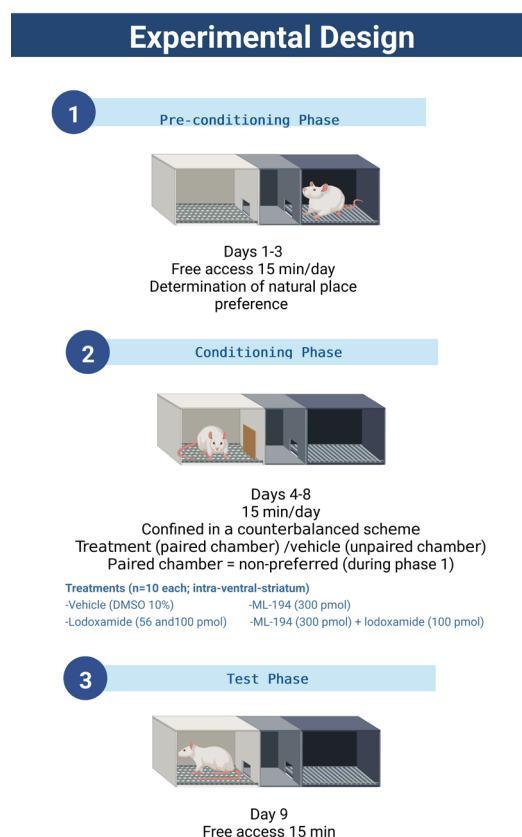 Experimental Design
1
Pre-conditioning Phase
Days 1-3
Free access 15 min/day
Determination of natural place
preference
2
Conditioning Phase
Days 4-8
15 min/day
Confined in a counterbalanced scheme
Treatment (paired chamber) /vehicle (unpaired chamber)
Paired chamber = non-preferred (during phase 1)
Treatments (n=10 each; intra-ventral-striatum)
-Vehicle (DMSO 10%) -ML-194 (300 pmol)
-Lodoxamide (56 and100 pmol) -ML-194 (300 pmol) + lodoxamide (100 pmol)
3
Test Phase
Day 9
Free access 15 min